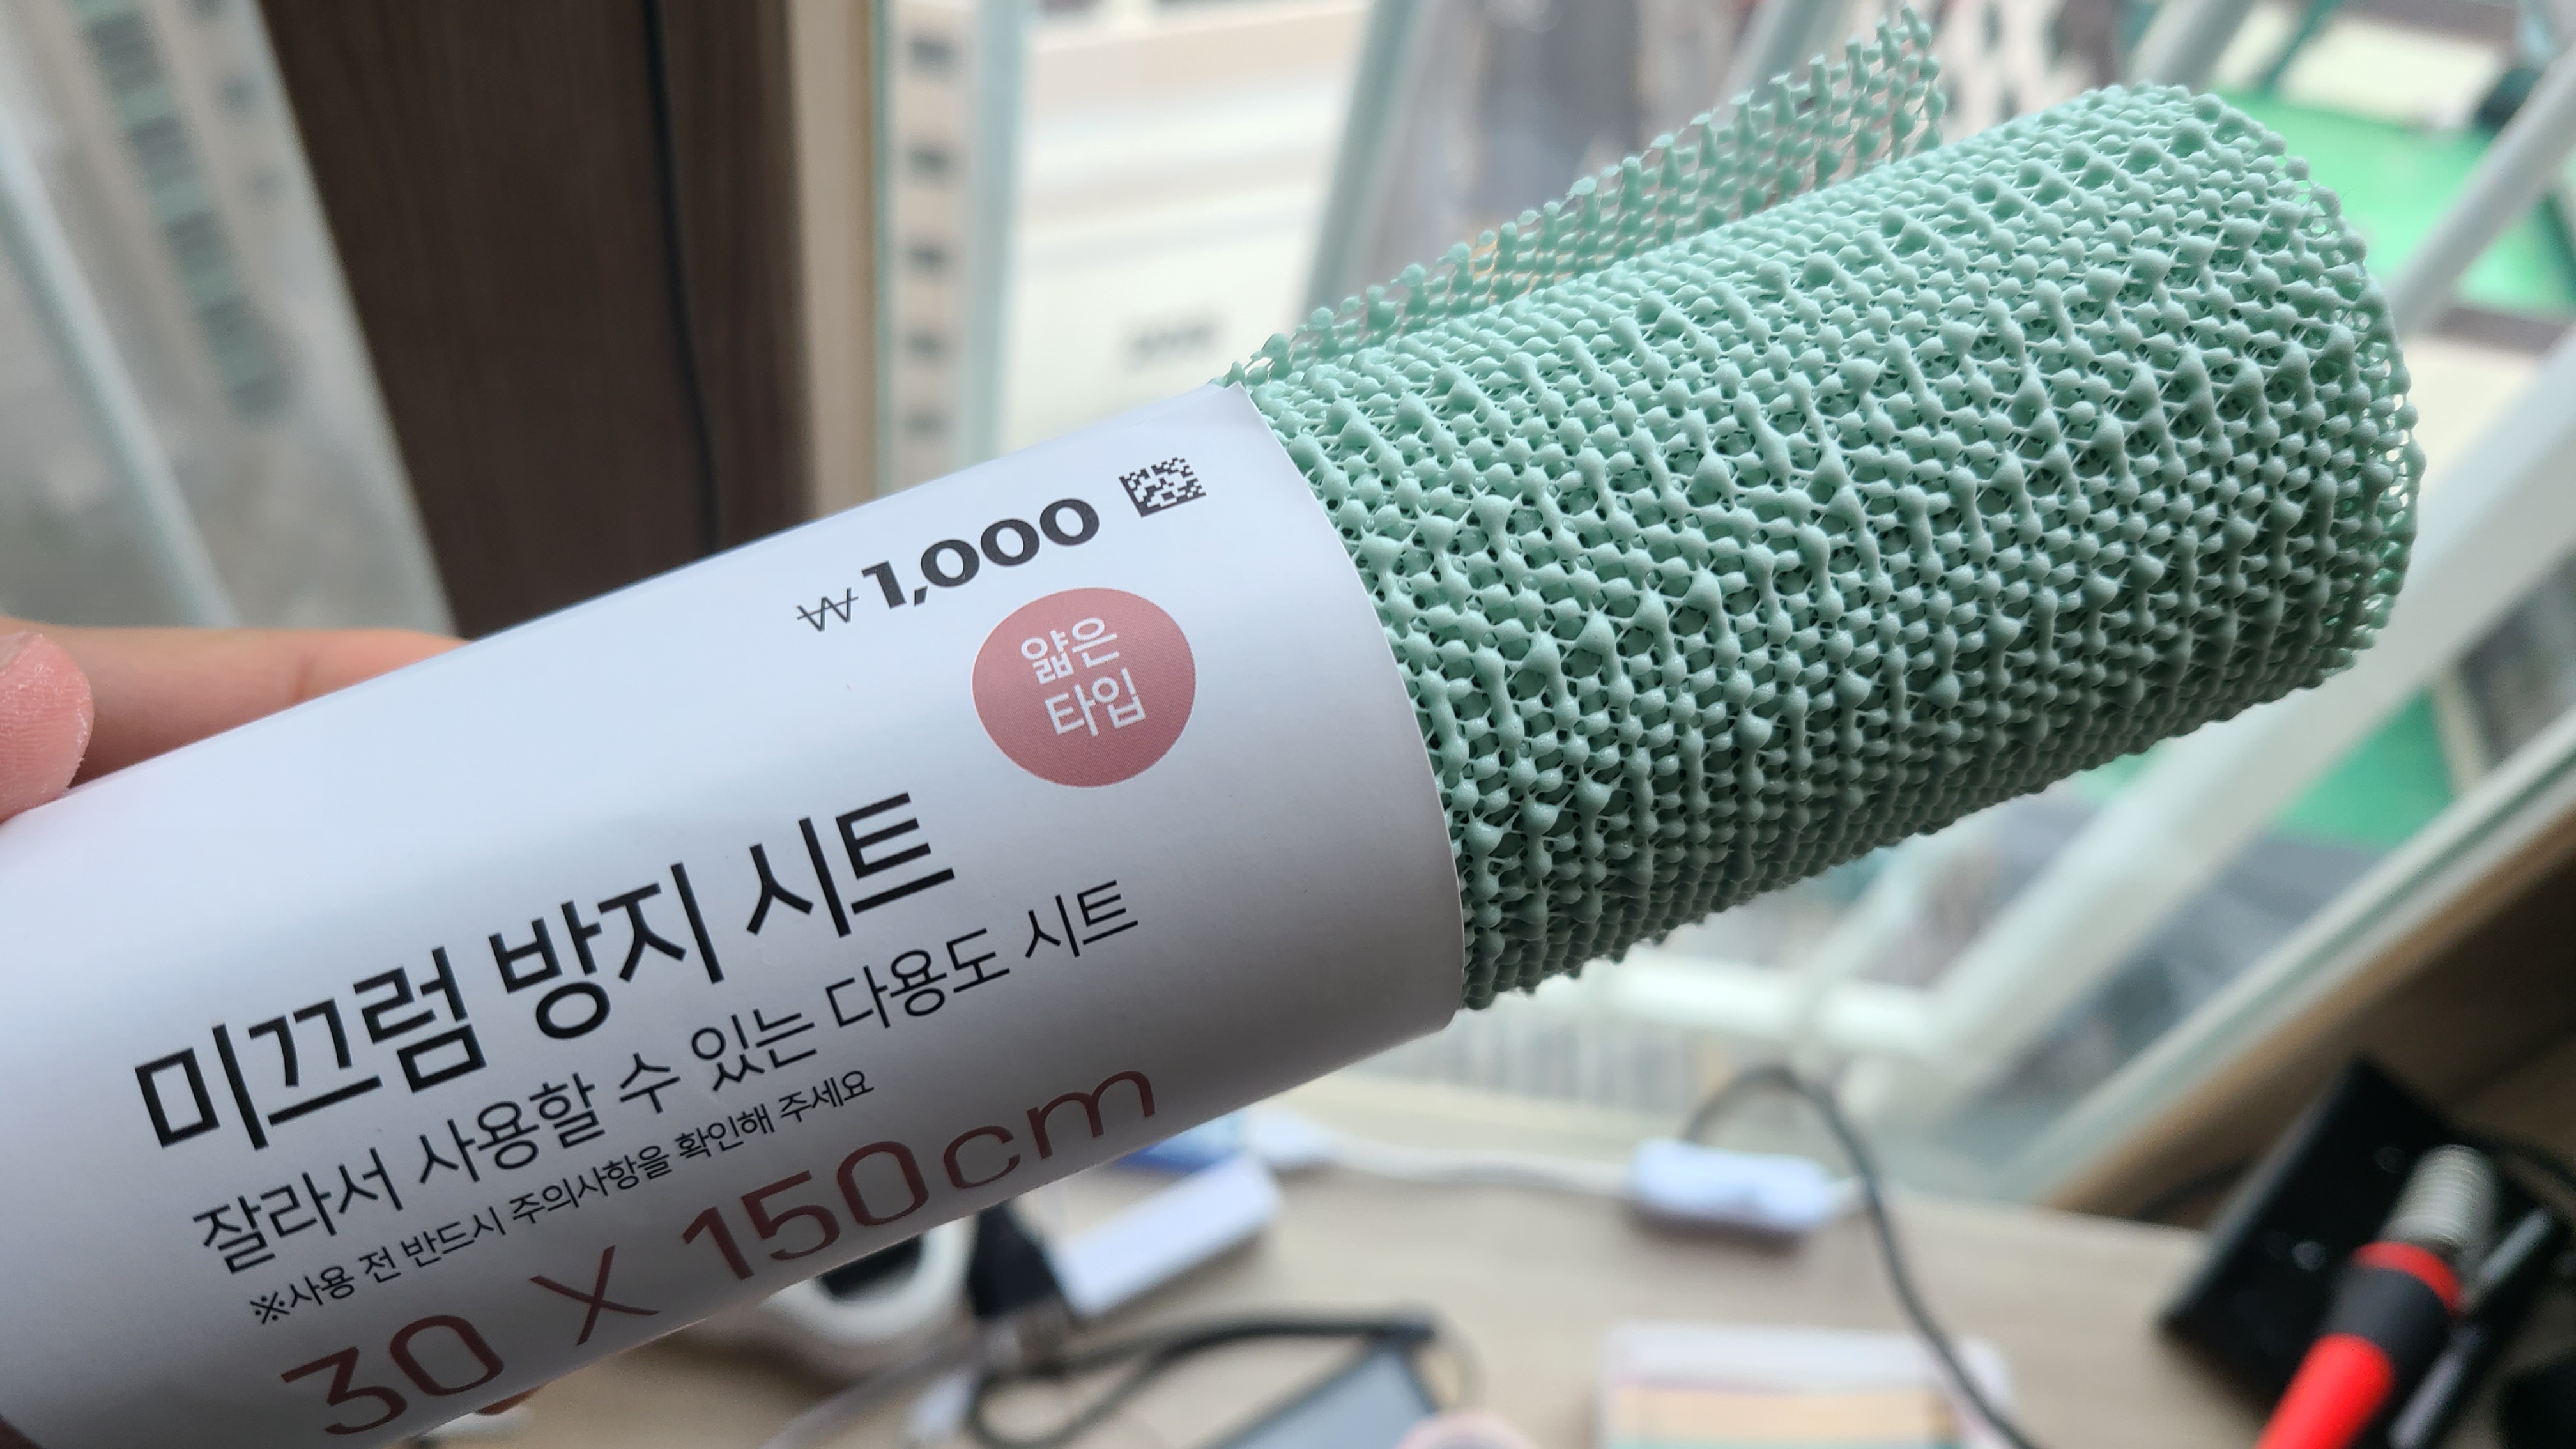 ₩1,000
얇은
타입
미끄럼 방지 시트
잘라서 사용할 수 있는 다용도 시트
※사용 전 반드시 주의사항을 확인해 주세요
30 X 150cm